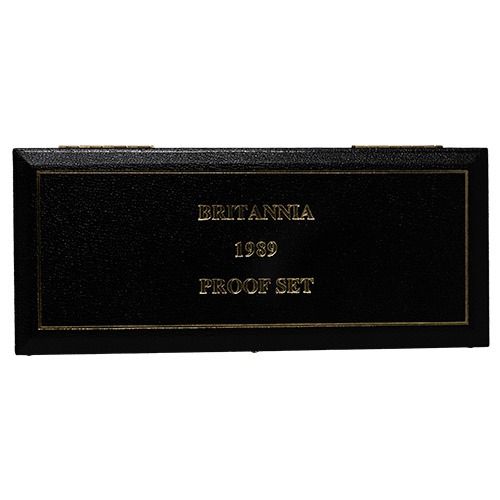 BRITANNIA
1989
PROOF SET